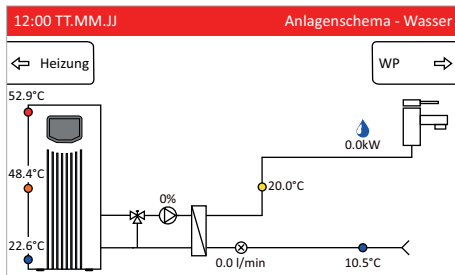 12:00 TT.MM.JJ Anlagenschema - Wasser
Heizung
WP
52.9°C
0.0kW
48.4°C
20.0°C
0%
22.6°C
0.0 l/min
10.5°C